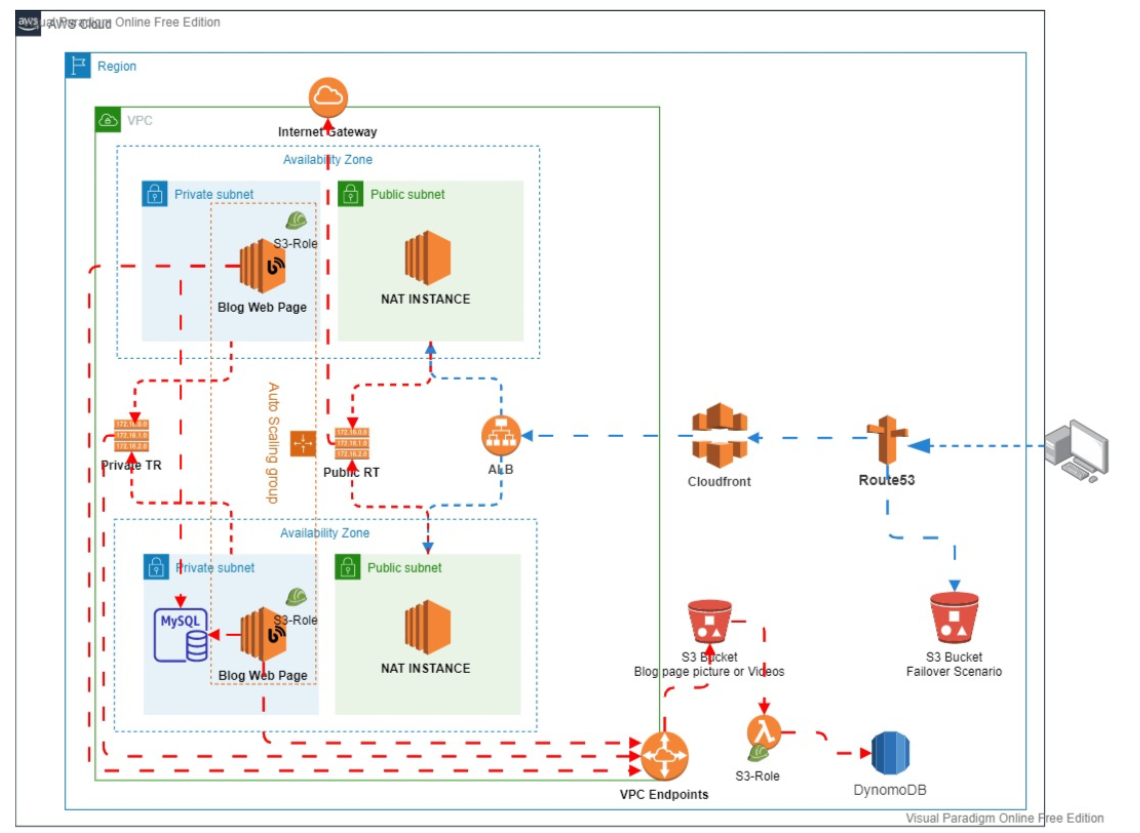 Visual Paradigm Online Free Edition
aws
AWS Cloud
Region
VPC
Internet Gateway
Availability Zone
Private subnet
Public subnet
S3-Role
Blog Web Page
NAT INSTANCE
Auto Scaling group
Private TR
Public RT
ALB
Cloudfront
Route53
Availability Zone
Private subnet
Public subnet
MySQL
S3-Role
Blog Web Page
NAT INSTANCE
S3 Bucket
Blog page picture or Videos
S3 Bucket
Failover Scenario
S3-Role
DynomoDB
VPC Endpoints
Visual Paradigm Online Free Edition